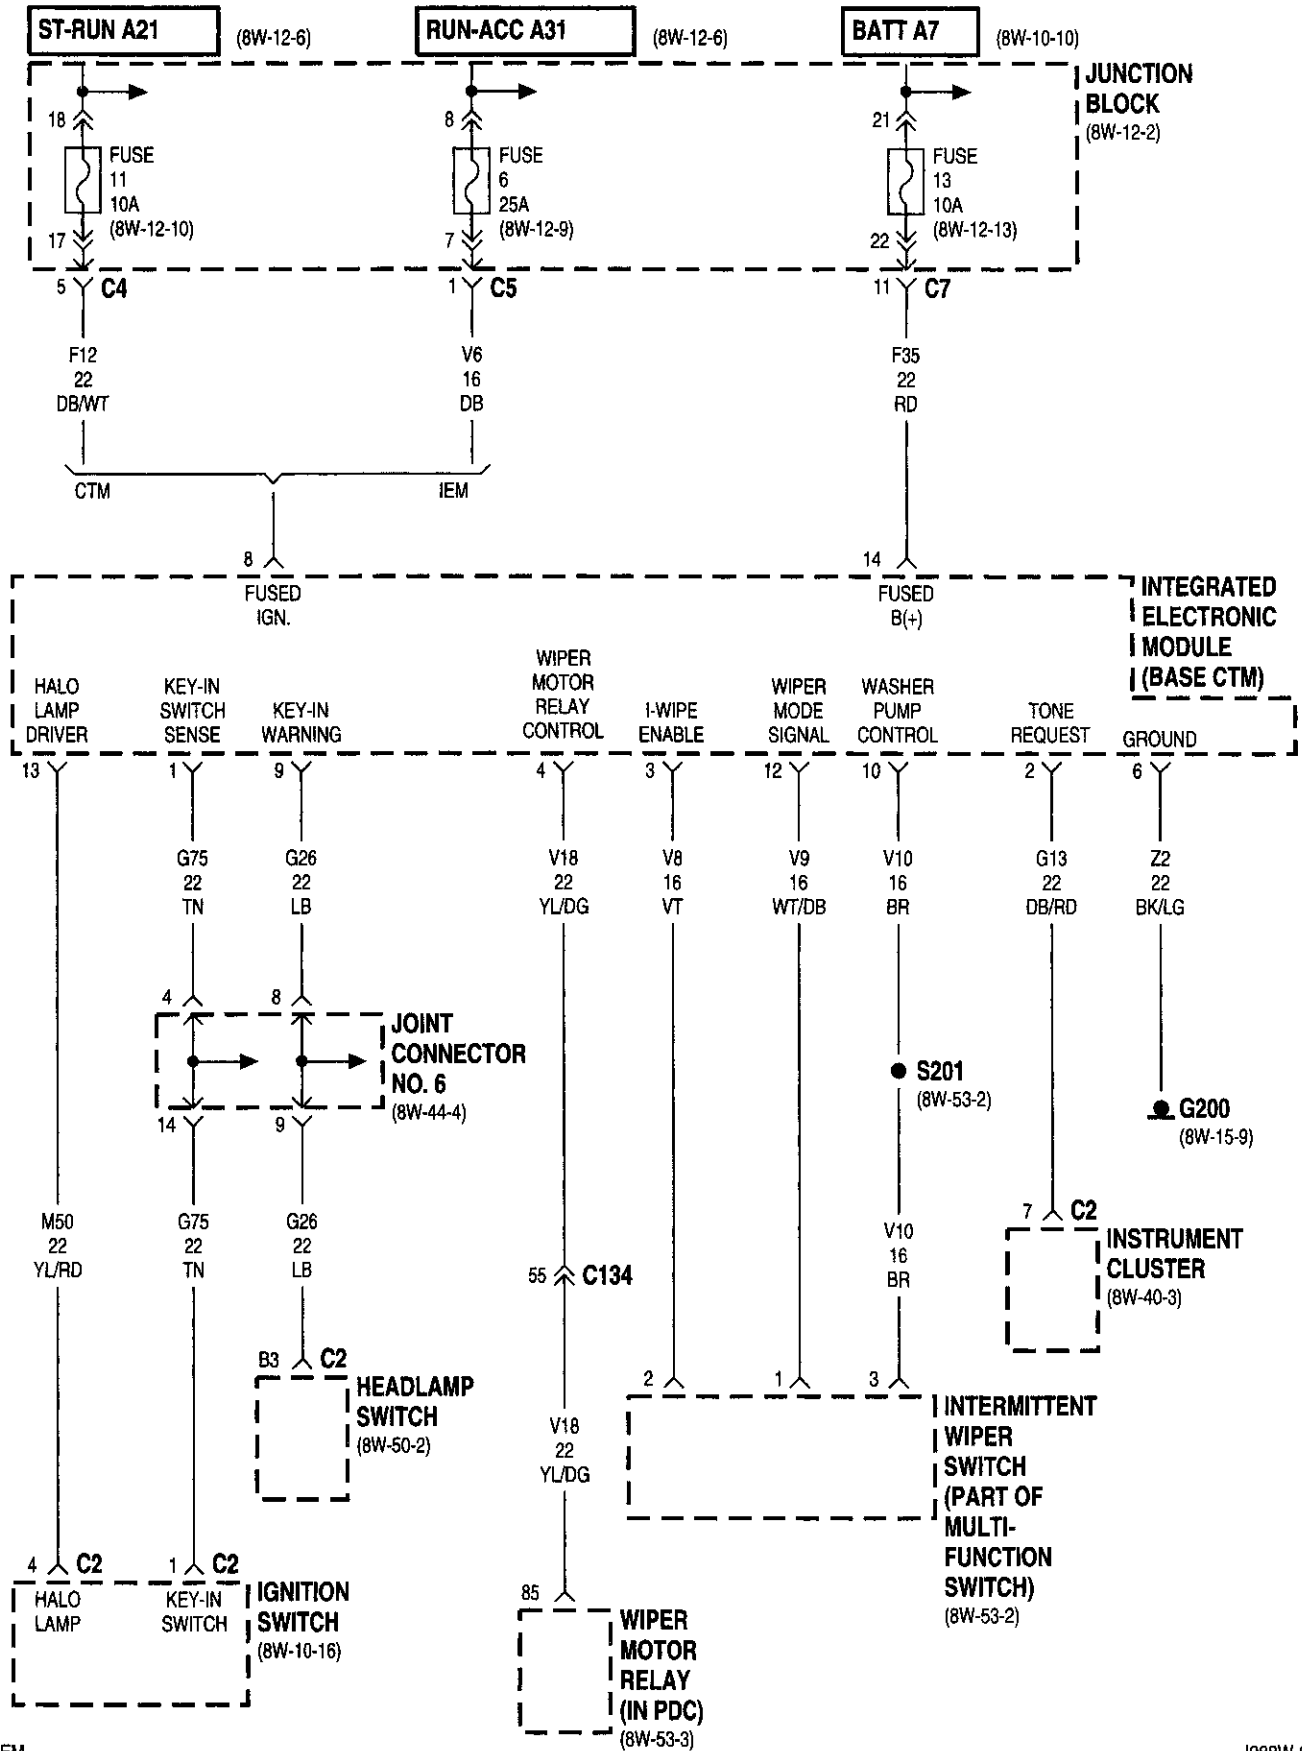 ST-RUN A21
(8W-12-6)
RUN-ACC A31
(8W-12-6)
BATT A7
(8W-10-10)
JUNCTION
BLOCK
(8W-12-2)
18
FUSE
11
10A
(8W-12-10)
17
8
FUSE
6
25A
(8W-12-9)
7
21
FUSE
13
10A
(8W-12-13)
22
5
C4
1
C5
11
C7
F12
22
DB/WT
V6
16
DB
F35
22
RD
CTM
IEM
8
14
FUSED
IGN.
FUSED
B(+)
INTEGRATED
ELECTRONIC
MODULE
(BASE CTM)
HALO
LAMP
DRIVER
KEY-IN
SWITCH
SENSE
KEY-IN
WARNING
WIPER
MOTOR
RELAY
CONTROL
I-WIPE
ENABLE
WIPER
MODE
SIGNAL
WASHER
PUMP
CONTROL
TONE
REQUEST
GROUND
13
1
9
4
3
12
10
2
6
G75
22
TN
G26
22
LB
V18
22
YL/DG
V8
16
VT
V9
16
WT/DB
V10
16
BR
G13
22
DB/RD
Z2
22
BK/LG
4
8
JOINT
CONNECTOR
NO. 6
(8W-44-4)
14
9
S201
(8W-53-2)
G200
(8W-15-9)
M50
22
YL/RD
G75
22
TN
G26
22
LB
55
C134
V10
16
BR
7
C2
INSTRUMENT
CLUSTER
(8W-40-3)
B3
C2
HEADLAMP
SWITCH
(8W-50-2)
V18
22
YL/DG
2
1
3
INTERMITTENT
WIPER
SWITCH
(PART OF
MULTI-
FUNCTION
SWITCH)
(8W-53-2)
4
C2
1
C2
HALO
LAMP
KEY-IN
SWITCH
IGNITION
SWITCH
(8W-10-16)
85
WIPER
MOTOR
RELAY
(IN PDC)
(8W-53-3)